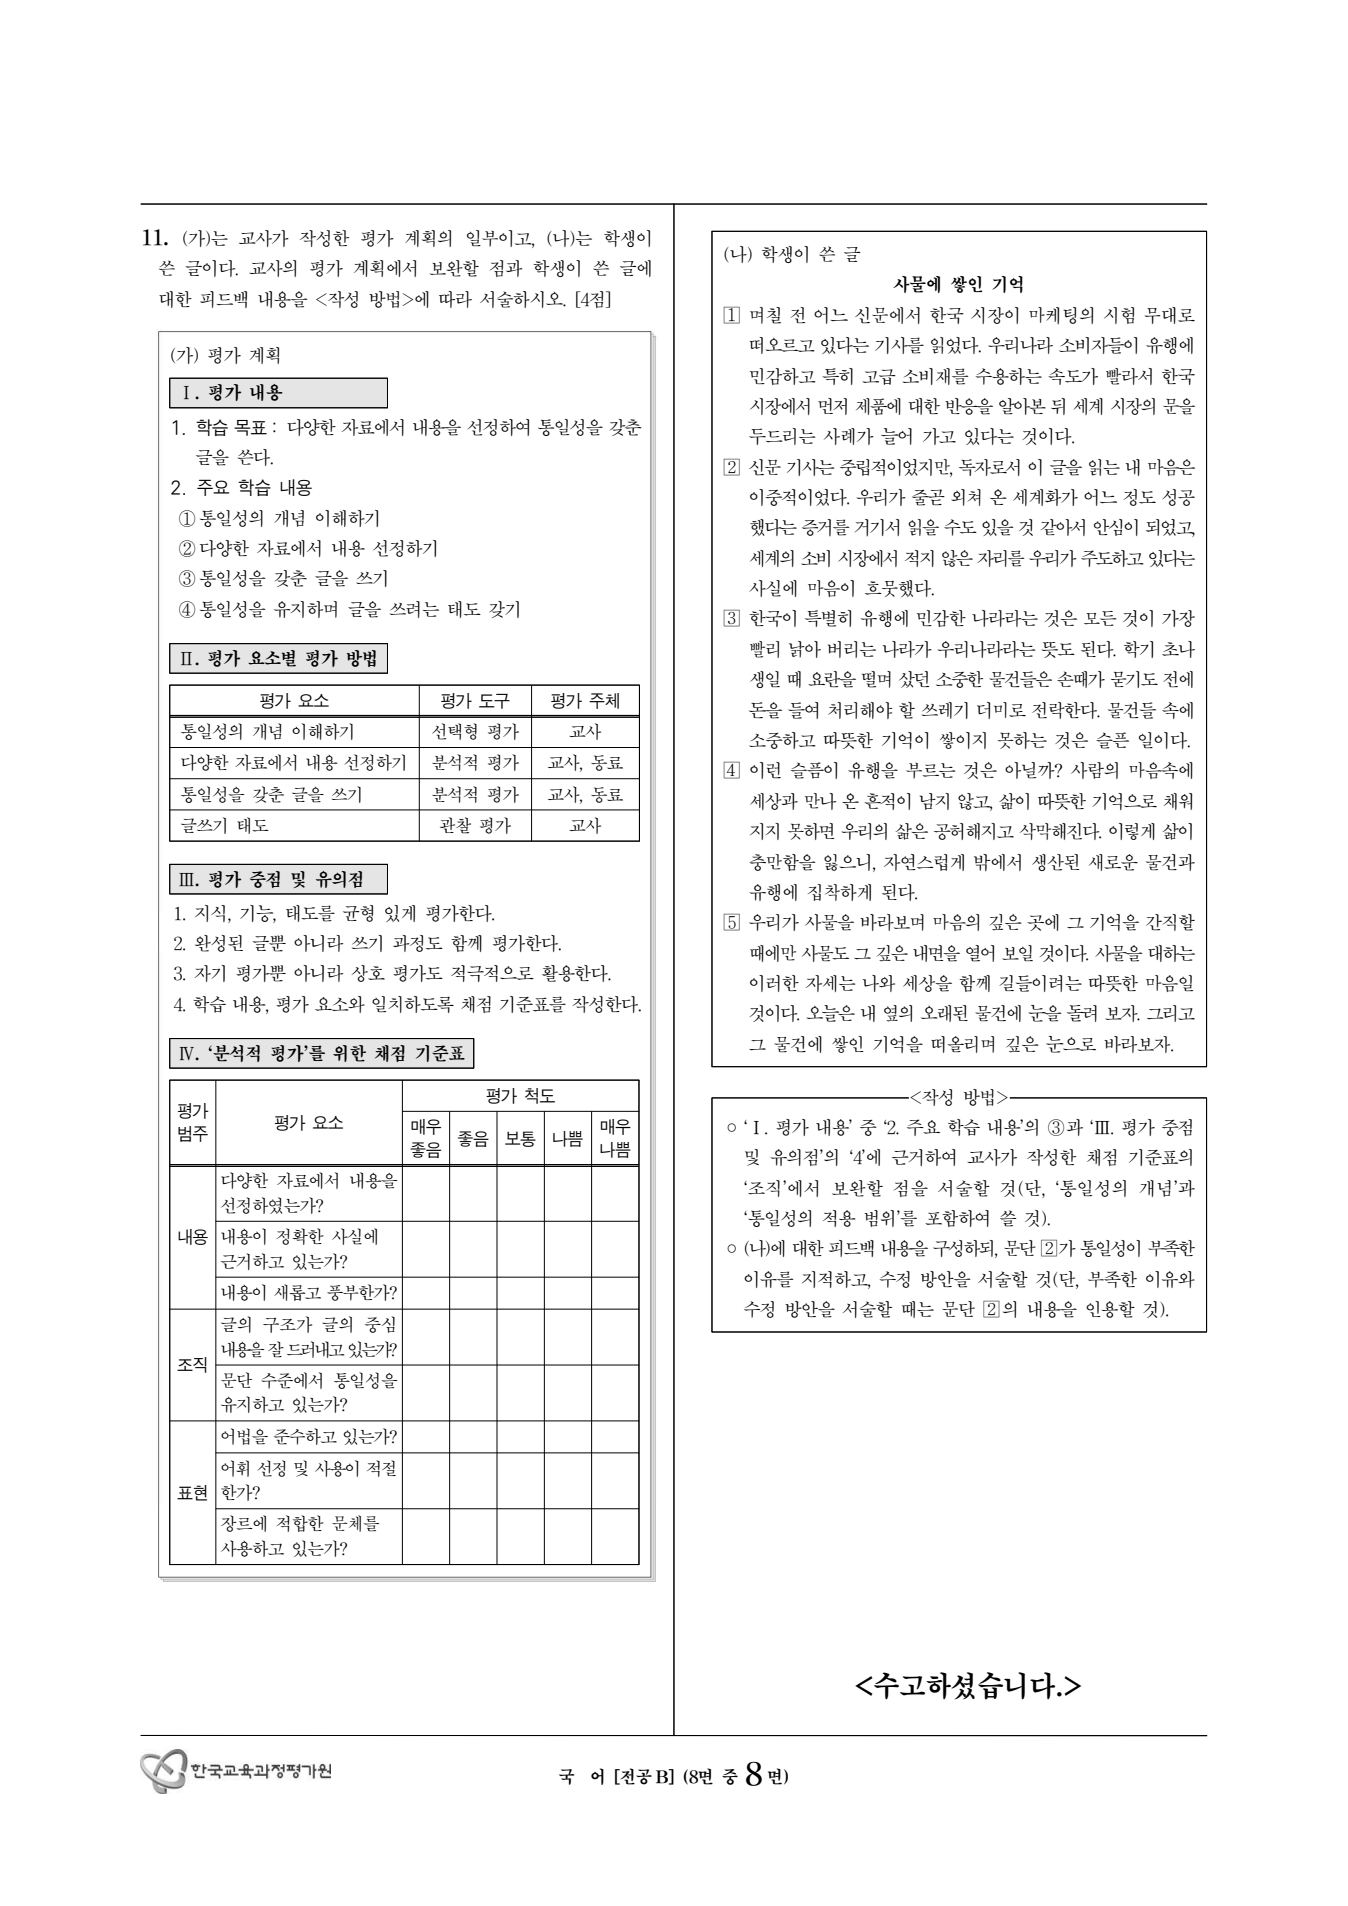 11. (가)는 교사가 작성한 평가 계획의 일부이고, (나)는 학생이
쓴 글이다. 교사의 평가 계획에서 보완할 점과 학생이 쓴 글에
대한 피드백 내용을 <작성 방법>에 따라 서술하시오. [4점]
(가) 평가 계획
Ⅰ. 평가 내용
1. 학습 목표 : 다양한 자료에서 내용을 선정하여 통일성을 갖춘
글을 쓴다.
2. 주요 학습 내용
① 통일성의 개념 이해하기
② 다양한 자료에서 내용 선정하기
③ 통일성을 갖춘 글을 쓰기
④ 통일성을 유지하며 글을 쓰려는 태도 갖기
Ⅱ. 평가 요소별 평가 방법
평가 요소 평가 도구 평가 주체
통일성의 개념 이해하기 선택형 평가 교사
다양한 자료에서 내용 선정하기 분석적 평가 교사, 동료
통일성을 갖춘 글을 쓰기 분석적 평가 교사, 동료
글쓰기 태도 관찰 평가 교사
Ⅲ. 평가 중점 및 유의점
1. 지식, 기능, 태도를 균형 있게 평가한다.
2. 완성된 글뿐 아니라 쓰기 과정도 함께 평가한다.
3. 자기 평가뿐 아니라 상호 평가도 적극적으로 활용한다.
4. 학습 내용, 평가 요소와 일치하도록 채점 기준표를 작성한다.
Ⅳ. ‘분석적 평가’를 위한 채점 기준표
평가 범주 평가 요소 평가 척도
매우 좋음 좋음 보통 나쁨 매우 나쁨
내용
다양한 자료에서 내용을
선정하였는가?
내용이 정확한 사실에
근거하고 있는가?
내용이 새롭고 풍부한가?
조직
글의 구조가 글의 중심
내용을 잘 드러내고 있는가?
문단 수준에서 통일성을
유지하고 있는가?
표현
어법을 준수하고 있는가?
어휘 선정 및 사용이 적절
한가?
장르에 적합한 문체를
사용하고 있는가?
(나) 학생이 쓴 글
사물에 쌓인 기억
1 며칠 전 어느 신문에서 한국 시장이 마케팅의 시험 무대로
떠오르고 있다는 기사를 읽었다. 우리나라 소비자들이 유행에
민감하고 특히 고급 소비재를 수용하는 속도가 빨라서 한국
시장에서 먼저 제품에 대한 반응을 알아본 뒤 세계 시장의 문을
두드리는 사례가 늘어 가고 있다는 것이다.
2 신문 기사는 중립적이었지만, 독자로서 이 글을 읽는 내 마음은
이중적이었다. 우리가 줄곧 외쳐 온 세계화가 어느 정도 성공
했다는 증거를 거기서 읽을 수도 있을 것 같아서 안심이 되었고,
세계의 소비 시장에서 적지 않은 자리를 우리가 주도하고 있다는
사실에 마음이 흐뭇했다.
3 한국이 특별히 유행에 민감한 나라라는 것은 모든 것이 가장
빨리 낡아 버리는 나라가 우리나라라는 뜻도 된다. 학기 초나
생일 때 요란을 떨며 샀던 소중한 물건들은 손때가 묻기도 전에
돈을 들여 처리해야 할 쓰레기 더미로 전락한다. 물건들 속에
소중하고 따뜻한 기억이 쌓이지 못하는 것은 슬픈 일이다.
4 이런 슬픔이 유행을 부르는 것은 아닐까? 사람의 마음속에
세상과 만나 온 흔적이 남지 않고, 삶이 따뜻한 기억으로 채워
지지 못하면 우리의 삶은 공허해지고 삭막해진다. 이렇게 삶이
충만함을 잃으니, 자연스럽게 밖에서 생산된 새로운 물건과
유행에 집착하게 된다.
5 우리가 사물을 바라보며 마음의 깊은 곳에 그 기억을 간직할
때에만 사물도 그 깊은 내면을 열어 보일 것이다. 사물을 대하는
이러한 자세는 나와 세상을 함께 길들이려는 따뜻한 마음일
것이다. 오늘은 내 옆의 오래된 물건에 눈을 돌려 보자. 그리고
그 물건에 쌓인 기억을 떠올리며 깊은 눈으로 바라보자.
<작성 방법>
○ ‘Ⅰ. 평가 내용’ 중 ‘2. 주요 학습 내용’의 ③과 ‘Ⅲ. 평가 중점
및 유의점’의 ‘4’에 근거하여 교사가 작성한 채점 기준표의
‘조직’에서 보완할 점을 서술할 것(단, ‘통일성의 개념’과
‘통일성의 적용 범위’를 포함하여 쓸 것).
○ (나)에 대한 피드백 내용을 구성하되, 문단 2가 통일성이 부족한
이유를 지적하고, 수정 방안을 서술할 것(단, 부족한 이유와
수정 방안을 서술할 때는 문단 2의 내용을 인용할 것).
<수고하셨습니다.>
한국교육과정평가원
국 어 [전공 B] (8면 중 8면)